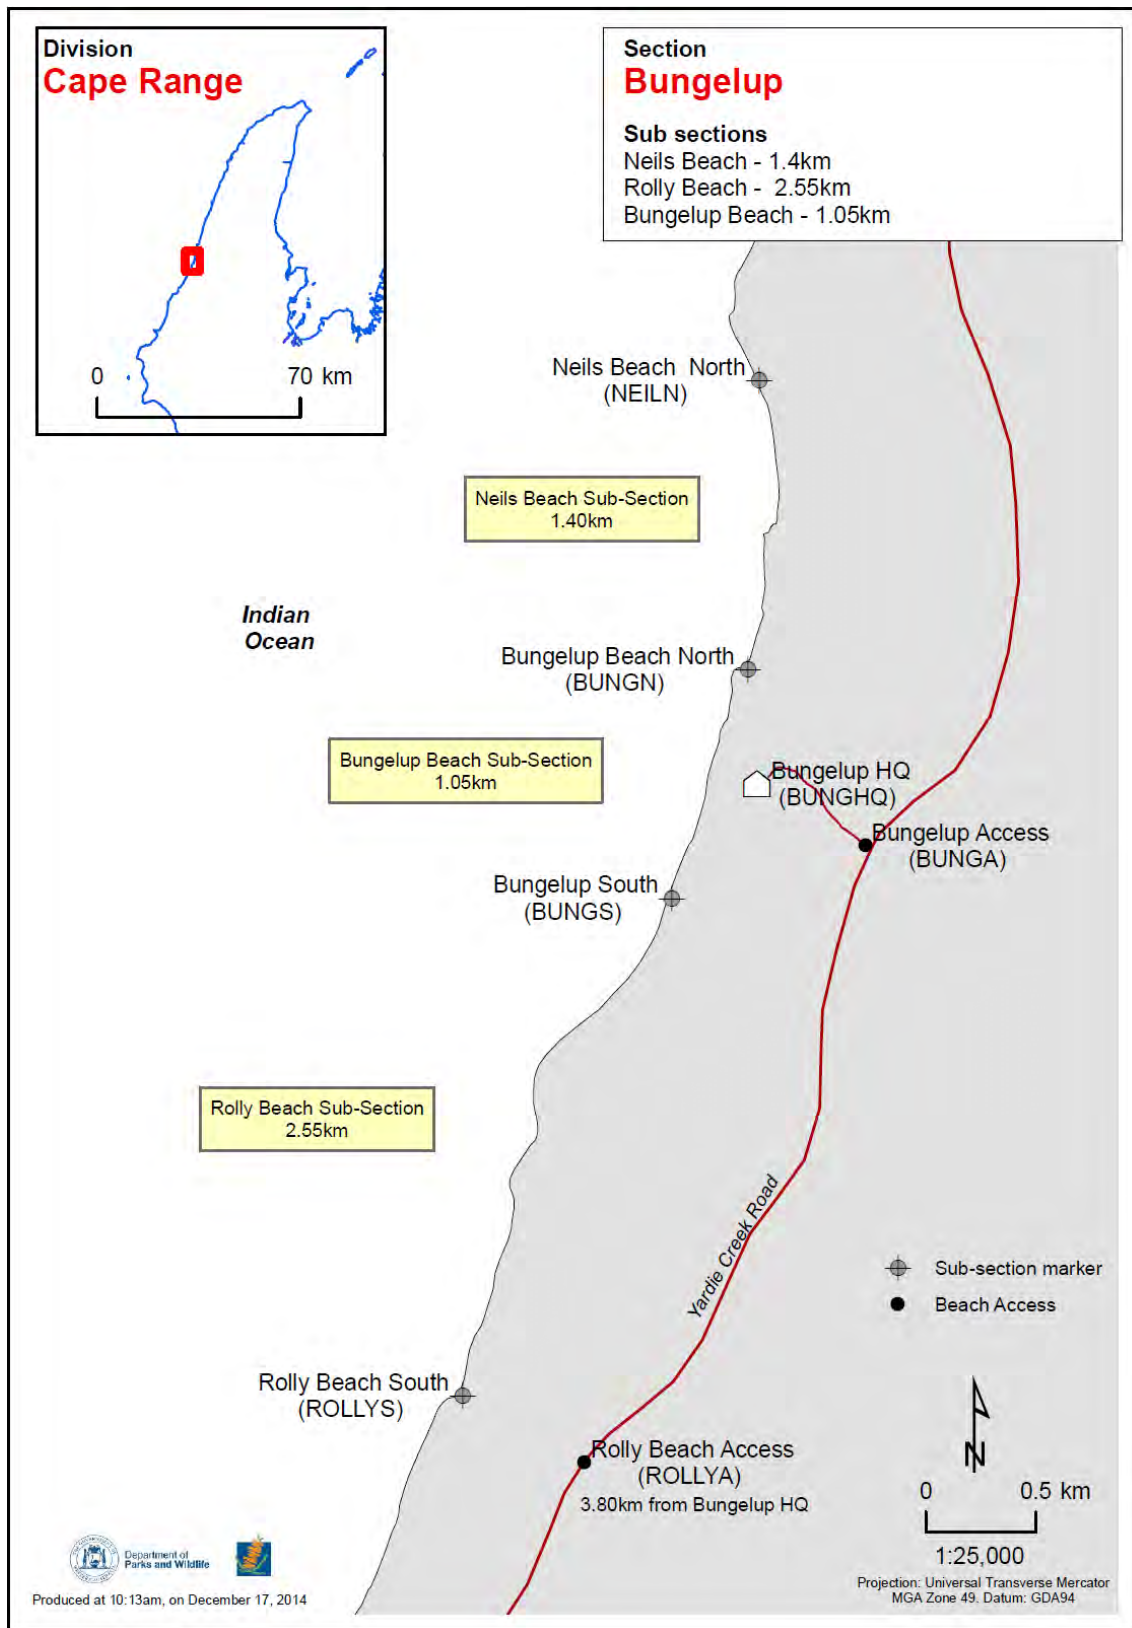 Division
Cape Range
0 70 km
Section
Bungelup
Sub sections
Neils Beach - 1.4km
Rolly Beach - 2.55km
Bungelup Beach - 1.05km
Neils Beach North
(NEILN)
Neils Beach Sub-Section
1.40km
Indian
Ocean
Bungelup Beach North
(BUNGN)
Bungelup Beach Sub-Section
1.05km
Bungelup HQ
(BUNGHQ)
Bungelup Access
(BUNGA)
Bungelup South
(BUNGS)
Rolly Beach Sub-Section
2.55km
Yardie Creek Road
Sub-section marker
Beach Access
Rolly Beach South
(ROLLYS)
Rolly Beach Access
(ROLLYA)
3.80km from Bungelup HQ
N
0 0.5 km
1:25,000
Projection: Universal Transverse Mercator
MGA Zone 49. Datum: GDA94
Department of
Parks and Wildlife
Produced at 10:13am, on December 17, 2014